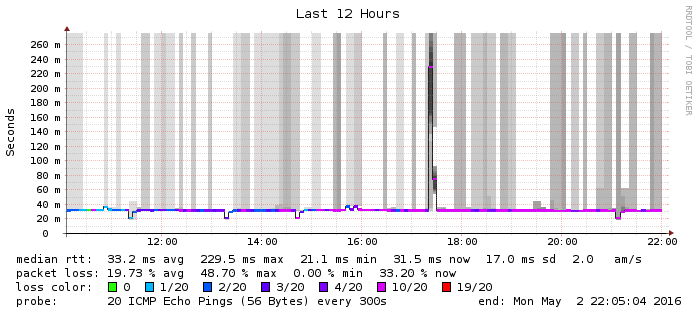 Last 12 Hours
RRDTOOL / TOBI OETIKER
Seconds
260 m
240 m
220 m
200 m
180 m
160 m
140 m
120 m
100 m
80 m
60 m
40 m
20 m
0
12:00 14:00 16:00 18:00 20:00 22:00
median rtt: 33.2 ms avg 229.5 ms max 21.1 ms min 31.5 ms now 17.0 ms sd 2.0 am/s
packet loss: 19.73 % avg 48.70 % max 0.00 % min 33.20 % now
loss color: 0 1/20 2/20 3/20 4/20 10/20 19/20
probe: 20 ICMP Echo Pings (56 Bytes) every 300s end: Mon May 2 22:05:04 2016